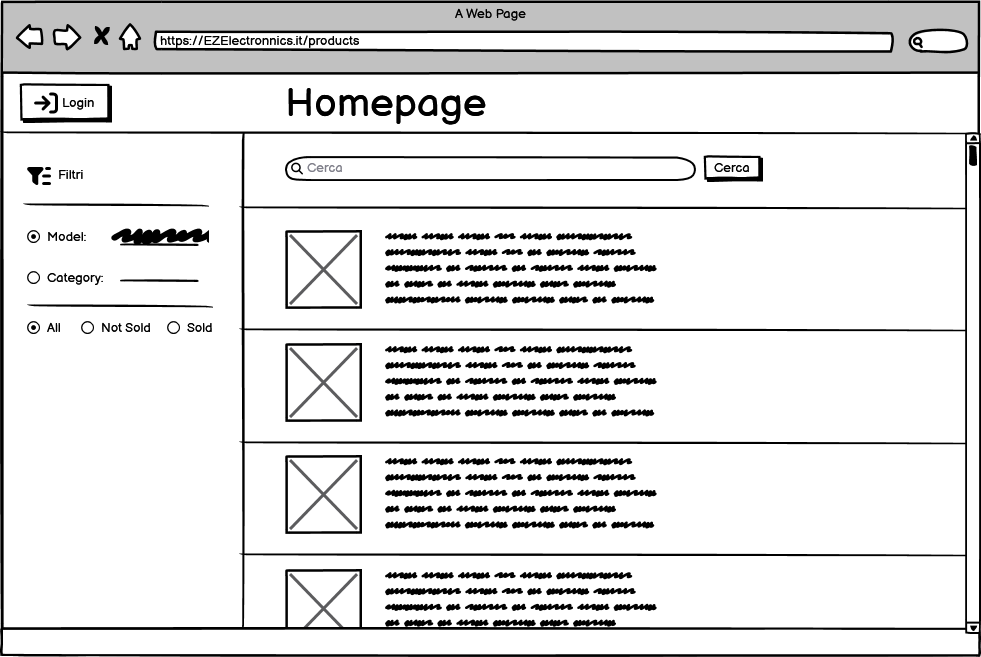 A Web Page
https://EZElectronnics.it/products
Login
Homepage
Filtri
Cerca
Cerca
Model:
Category:
All
Not Sold
Sold